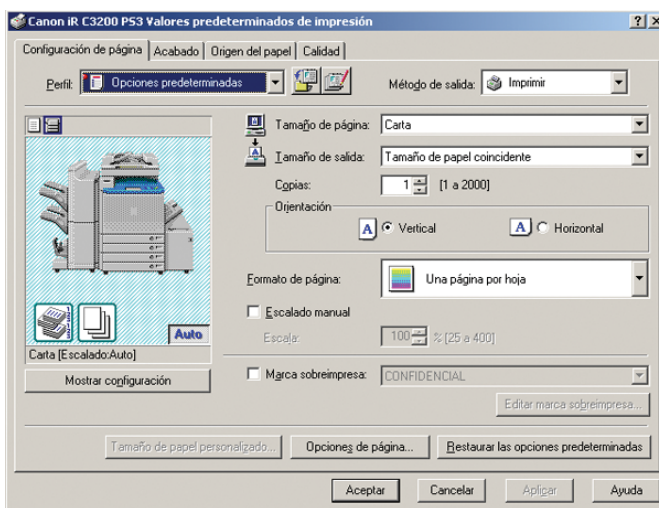 Canon iR C3200 PS3 Valores predeterminados de impresión
Configuración de página Acabado Origen del papel Calidad
Perfil: Opciones predeterminadas Método de salida: Imprimir
Tamaño de página: Carta
Tamaño de salida: Tamaño de papel coincidente
Copias: 1 [1 a 2000]
Orientación
A Vertical A Horizontal
Formato de página: Una página por hoja
Escalado manual
Auto
Escala: 100 % [25 a 400]
Carta [Escalado:Auto]
Mostrar configuración
Marca sobreimpresa: CONFIDENCIAL
Editar marca sobreimpresa...
Tamaño de papel personalizado... Opciones de página... Restaurar las opciones predeterminadas
Aceptar Cancelar Aplicar Ayuda